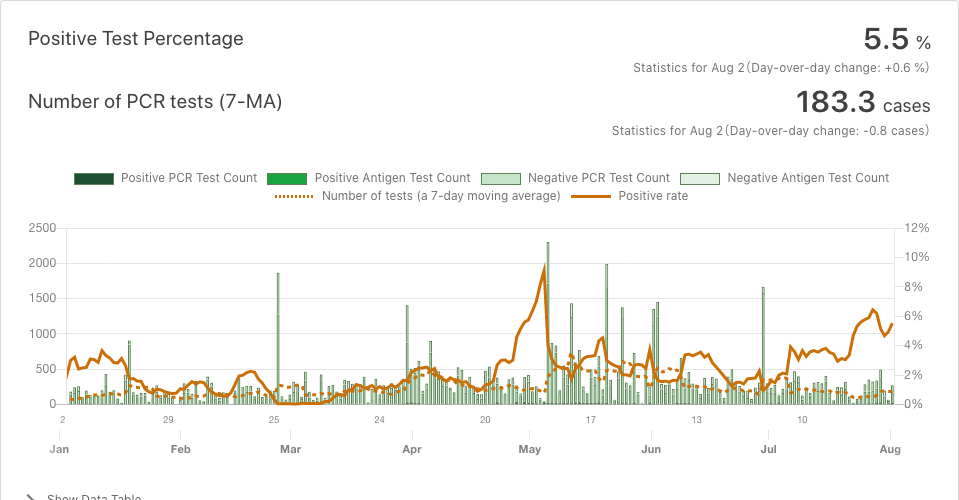 Positive Test Percentage
5.5 %
Statistics for Aug 2(Day-over-day change: +0.6 %)
Number of PCR tests (7-MA)
183.3 cases
Statistics for Aug 2(Day-over-day change: -0.8 cases)
Positive PCR Test Count Positive Antigen Test Count Negative PCR Test Count Negative Antigen Test Count
Number of tests (a 7-day moving average) Positive rate
2500 12%
2000 10%
1500 8%
1000 6%
500 4%
0 2%
0%
2 29 25 24 20 17 13 10
Jan Feb Mar Apr May Jun Jul Aug
Show Data Table